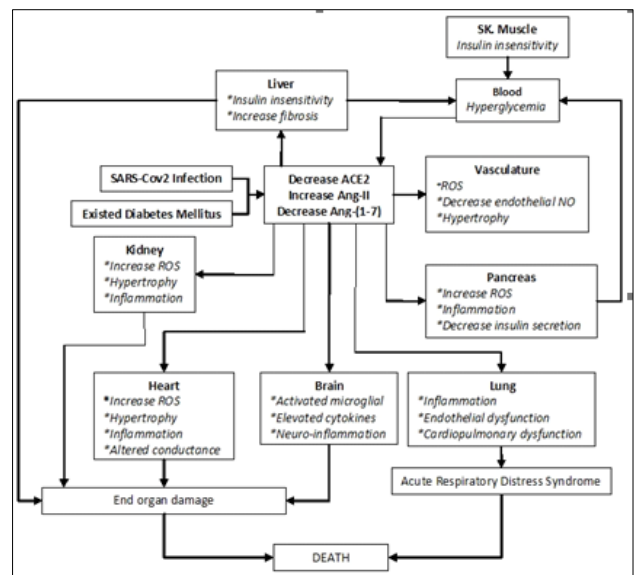 SK. Muscle
Insulin insensitivity
Liver
*Insulin insensitivity
*Increase fibrosis
Blood
Hyperglycemia
SARS-Cov2 Infection
Existed Diabetes Mellitus
Decrease ACE2
Increase Ang-II
Decrease Ang-(1-7)
Vasculature
*ROS
*Decrease endothelial NO
*Hypertrophy
Kidney
*Increase ROS
*Hypertrophy
*Inflammation
Pancreas
*Increase ROS
*Inflammation
*Decrease insulin secretion
Heart
*Increase ROS
*Hypertrophy
*Inflammation
*Altered conductance
Brain
*Activated microglial
*Elevated cytokines
*Neuro-inflammation
Lung
*Inflammation
*Endothelial dysfunction
*Cardiopulmonary dysfunction
End organ damage
Acute Respiratory Distress Syndrome
DEATH